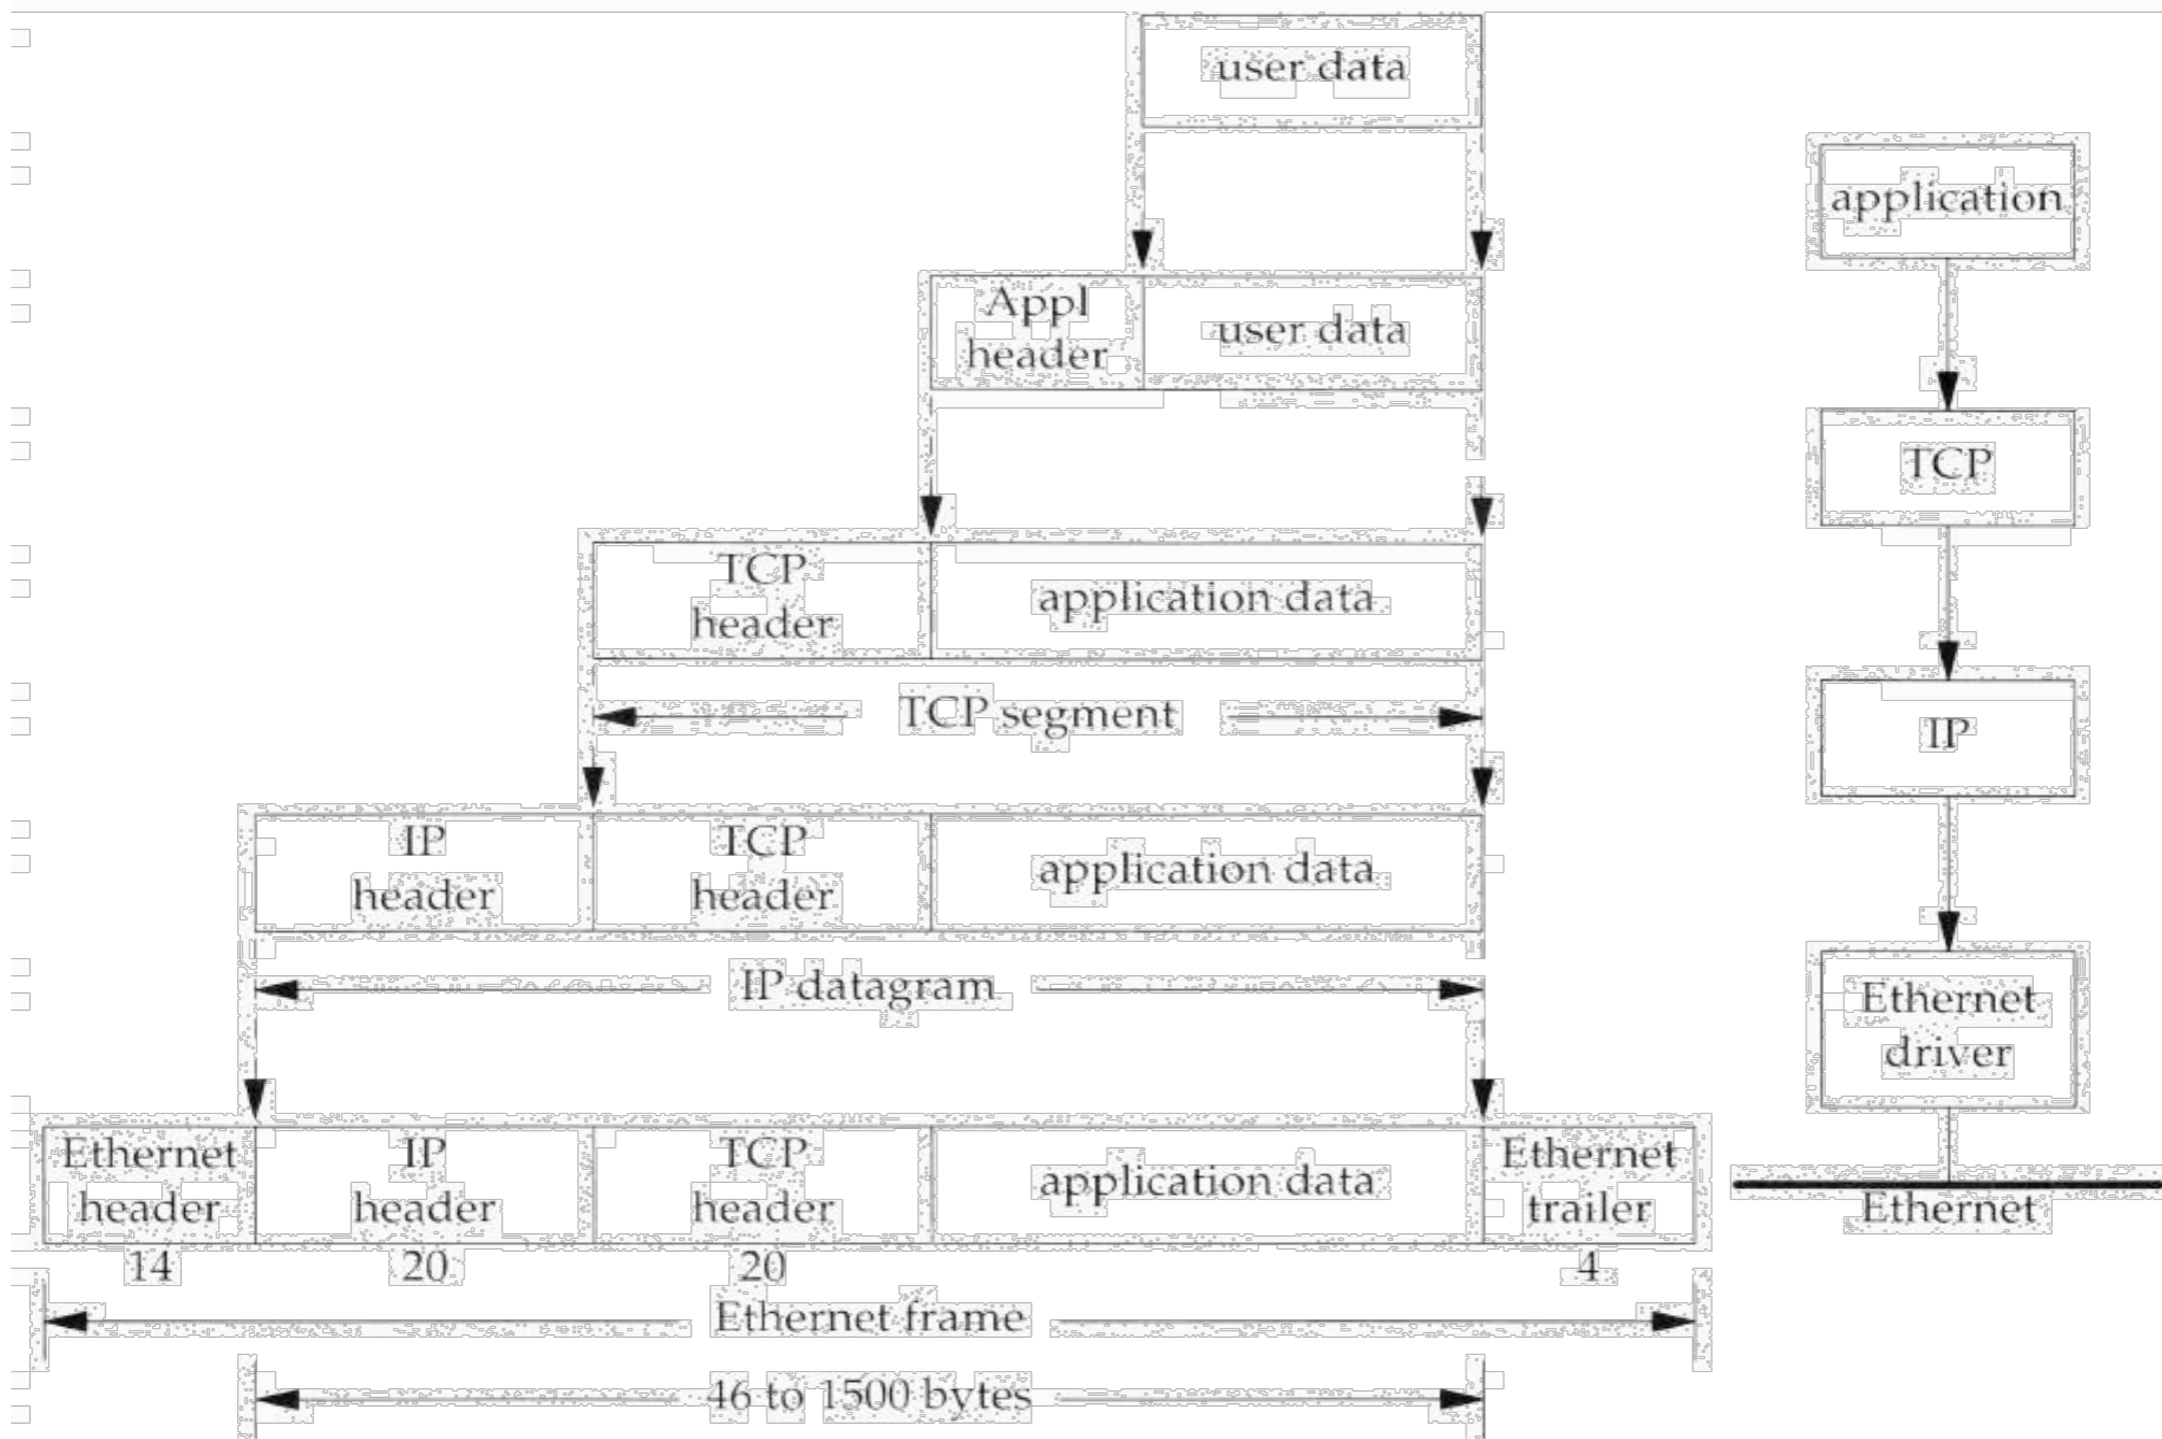 user data
application
Appl
header
user data
TCP
TCP
header
application data
TCP segment
IP
IP
header
TCP
header
application data
IP datagram
Ethernet
driver
Ethernet
header
IP
header
TCP
header
application data
Ethernet
trailer
Ethernet
14
20
20
4
Ethernet frame
46 to 1500 bytes